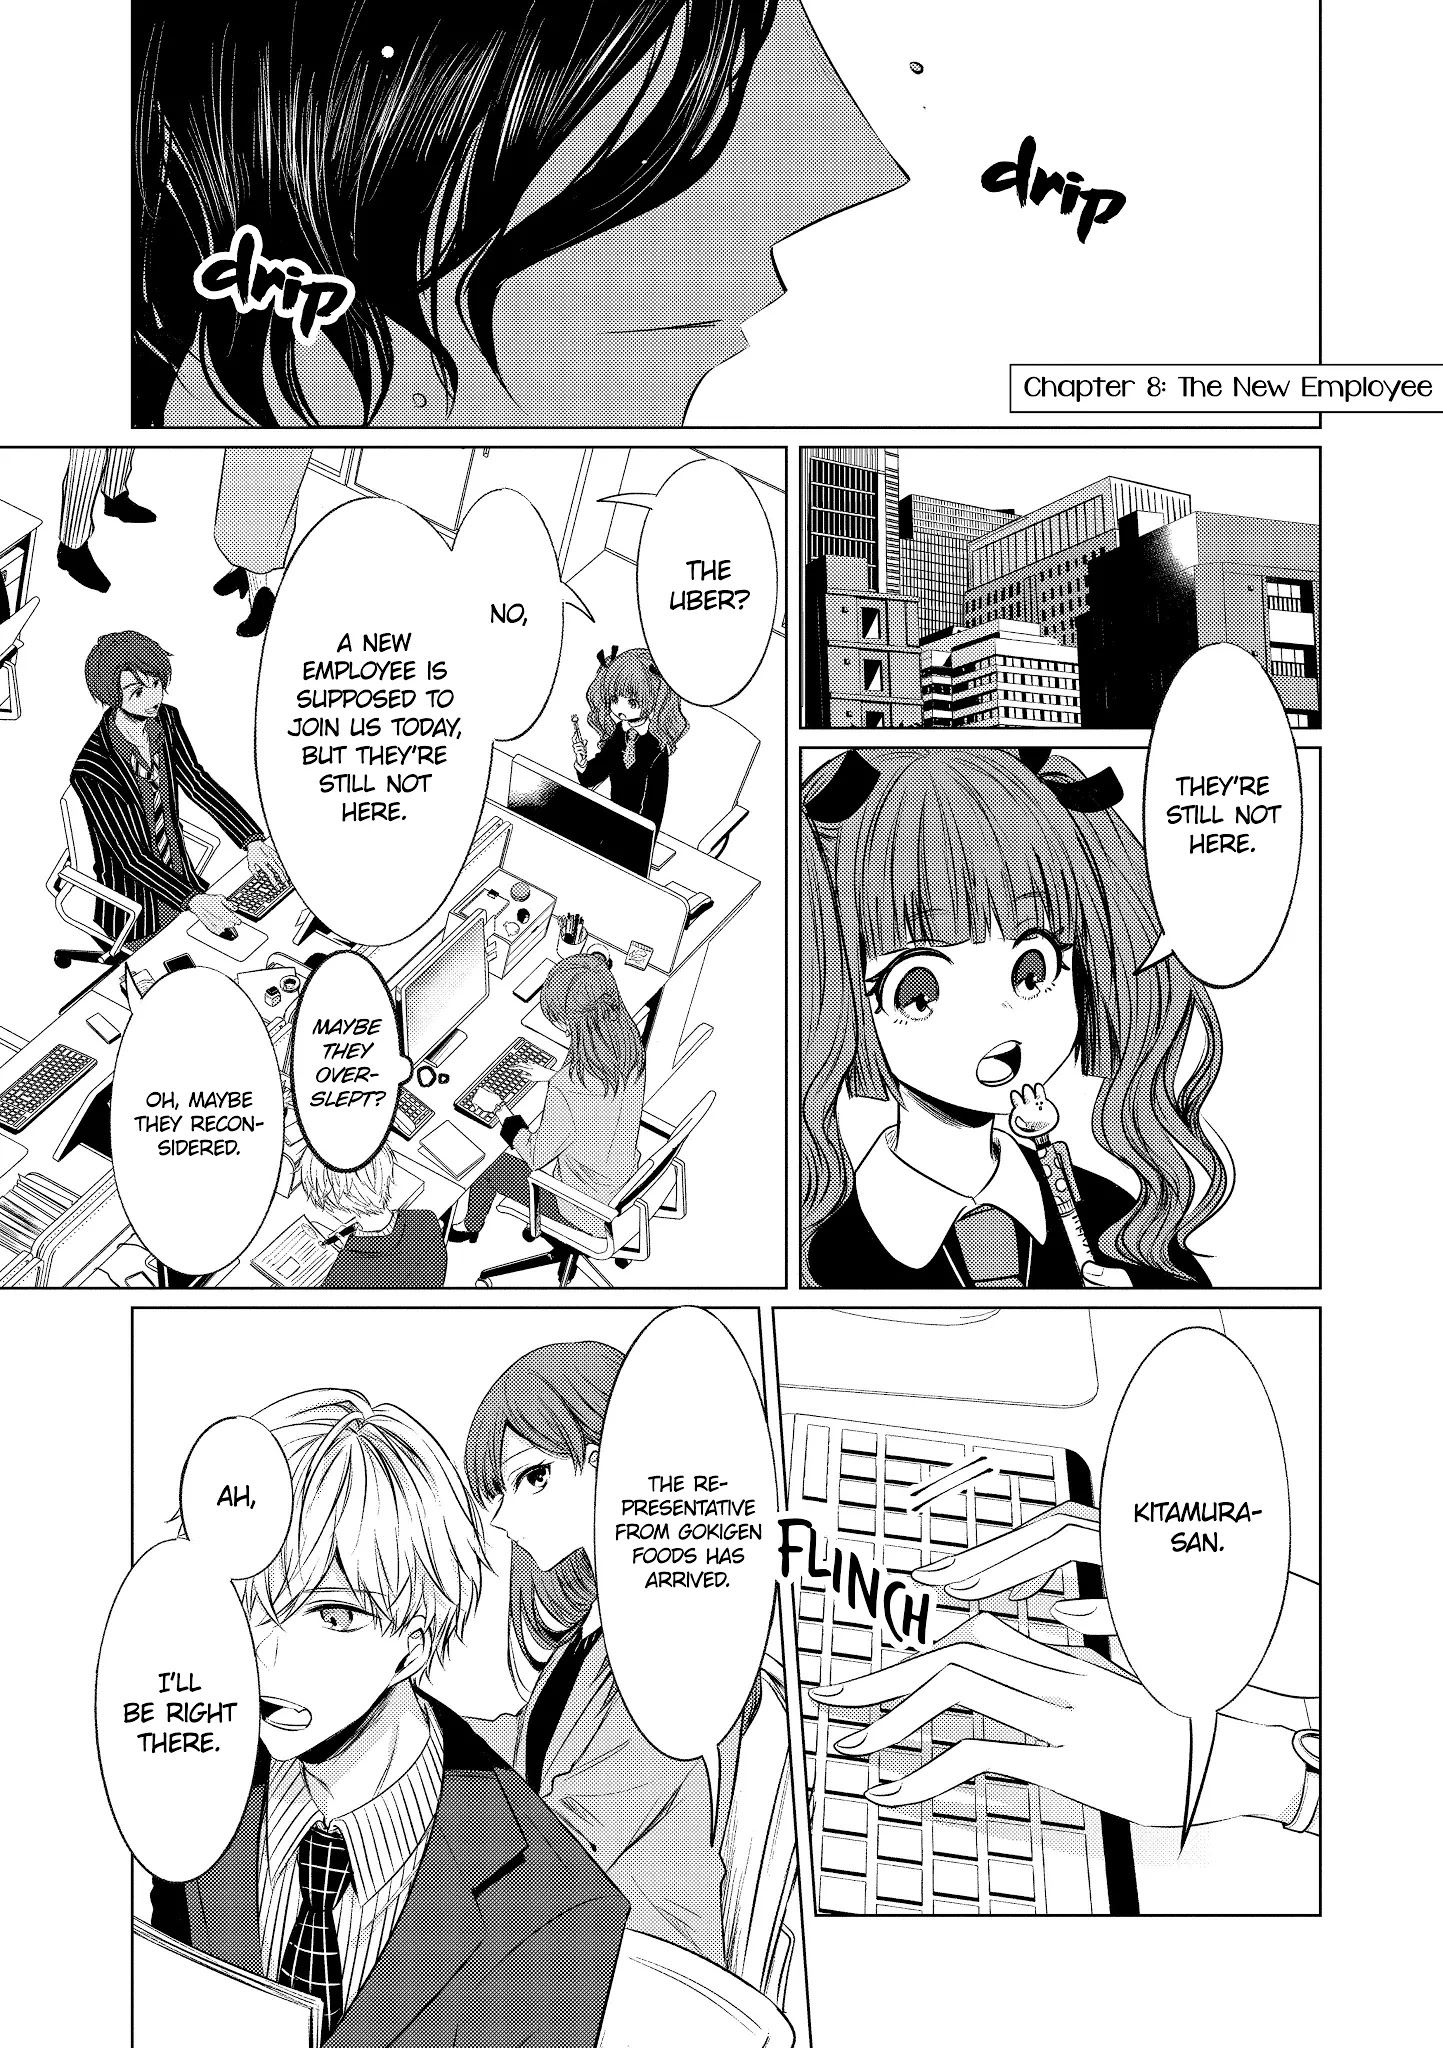 drip
drip
Chapter 8: The New Employee
THEY'RE
STILL NOT
HERE.
THE
UBER?
NO,
A NEW
EMPLOYEE IS
SUPPOSED TO
JOIN US TODAY,
BUT THEY'RE
STILL NOT
HERE.
MAYBE
THEY
OVER-
SLEPT?
OH, MAYBE
THEY RECON-
SIDERED.
KITAMURA-
SAN.
FLINCH
THE RE-
PRESENTATIVE
FROM GOKIGEN
FOODS HAS
ARRIVED.
AH,
I'LL
BE RIGHT
THERE.